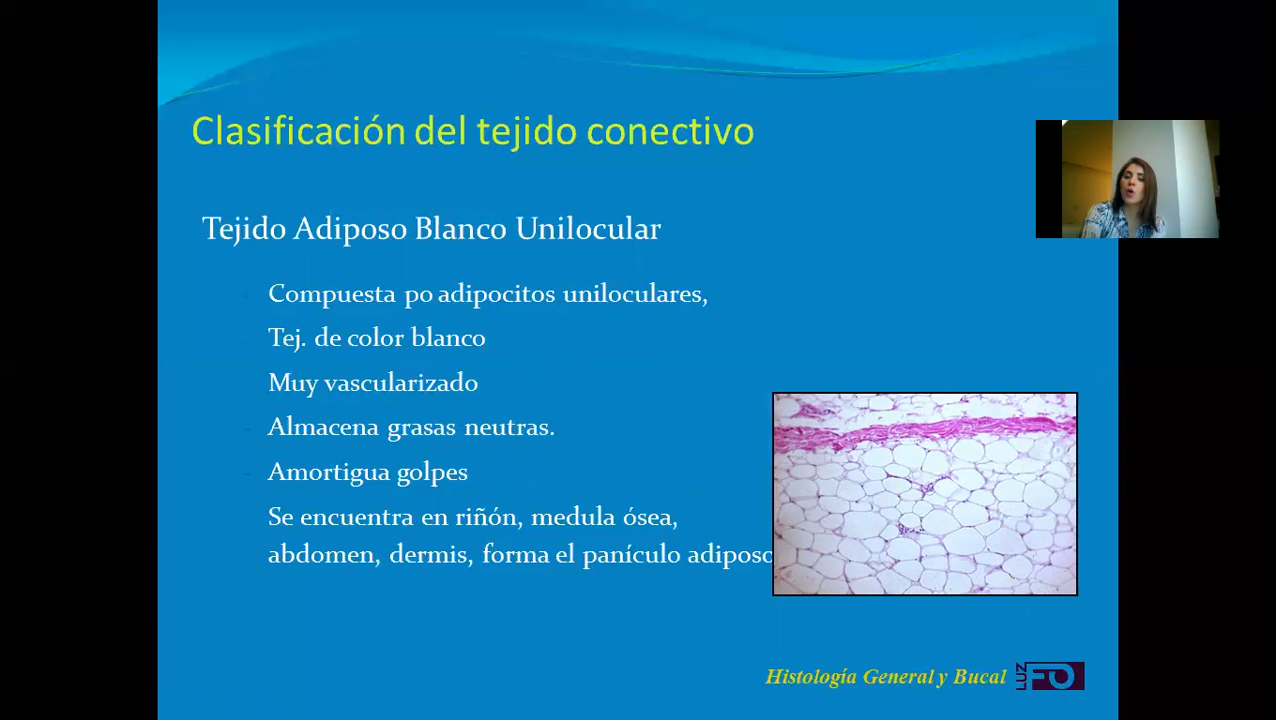 Clasificación del tejido conectivo
Tejido Adiposo Blanco Unilocular
- Compuesta po adipocitos uniloculares,
- Tej. de color blanco
- Muy vascularizado
- Almacena grasas neutras.
- Amortigua golpes
- Se encuentra en riñón, medula ósea,
abdomen, dermis, forma el panículo adiposo
Histología General y Bucal
LUZ
FO